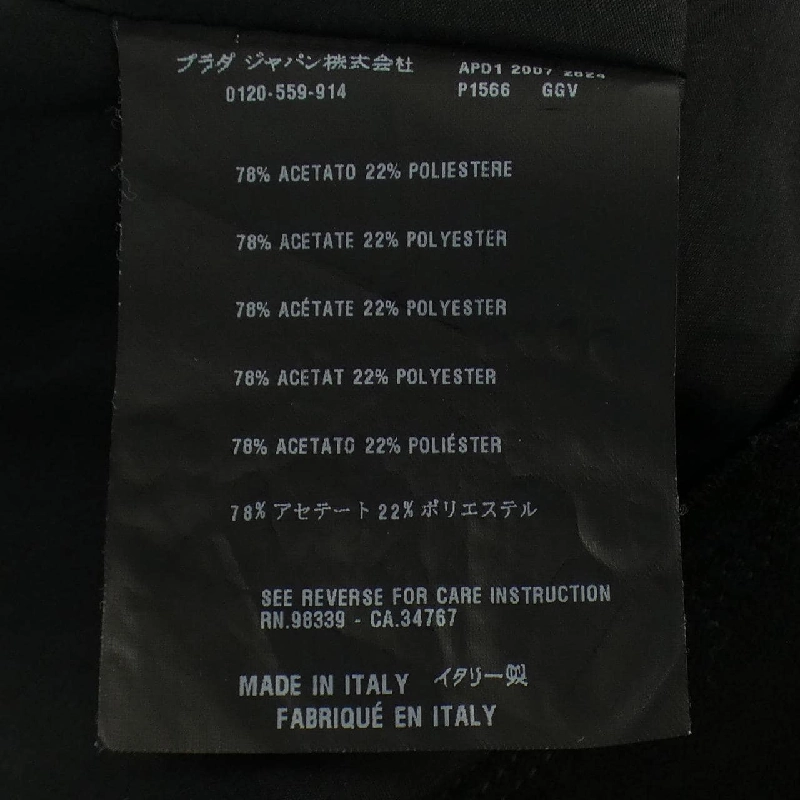 プラダ ジャパン株式会社 APD1 2007
0120-559-914 P1566 GGV
78% ACETATO 22% POLIESTERE
78% ACETATE 22% POLYESTER
78% ACÉTATE 22% POLYESTER
78% ACETAT 22% POLYESTER
78% ACETATO 22% POLIÉSTER
78% アセテート 22% ポリエステル
SEE REVERSE FOR CARE INSTRUCTION
RN.98339 - CA.34767
MADE IN ITALY イタリー製
FABRIQUÉ EN ITALY